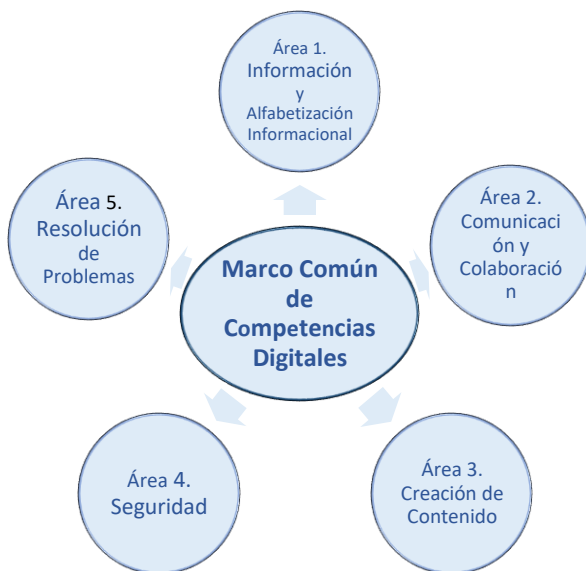 Área 1.
Información
y
Alfabetización
Informacional
Área 2.
Comunicaci
ón y
Colaboració
n
Área 3.
Creación de
Contenido
Área 4.
Seguridad
Área 5.
Resolución
de
Problemas
Marco Común
de
Competencias
Digitales